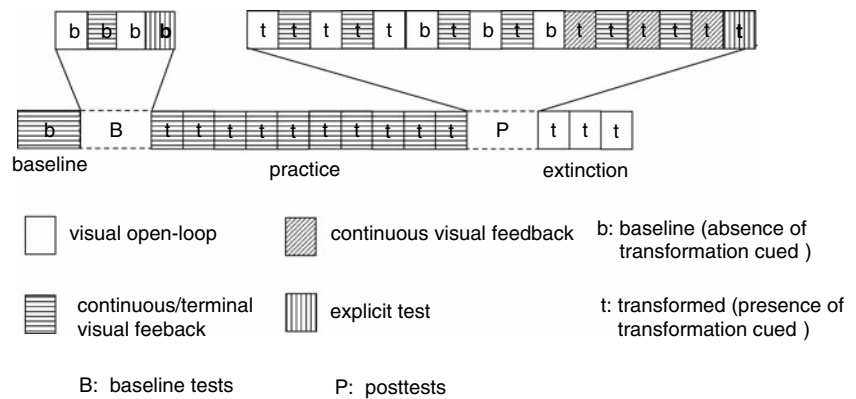 b b b b t t t t t b t b t b t t t t t t
b B t t t t t t t t t t P t t t
baseline practice extinction
visual open-loop
continuous visual feedback
b: baseline (absence of
transformation cued )
continuous/terminal
visual feeback
explicit test
t: transformed (presence of
transformation cued )
B: baseline tests
P: posttests